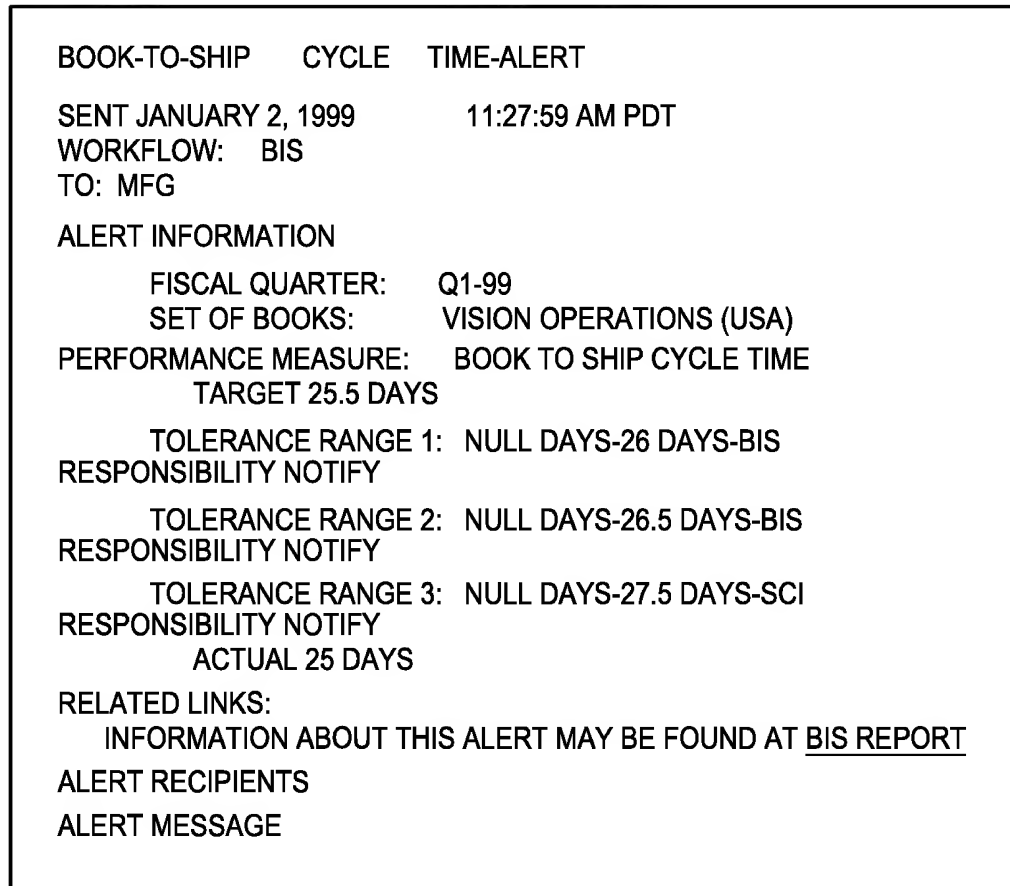 BOOK-TO-SHIP CYCLE TIME-ALERT
SENT JANUARY 2, 1999 11:27:59 AM PDT
WORKFLOW: BIS
TO: MFG
ALERT INFORMATION
FISCAL QUARTER: Q1-99
SET OF BOOKS: VISION OPERATIONS (USA)
PERFORMANCE MEASURE: BOOK TO SHIP CYCLE TIME
TARGET 25.5 DAYS
TOLERANCE RANGE 1: NULL DAYS-26 DAYS-BIS
RESPONSIBILITY NOTIFY
TOLERANCE RANGE 2: NULL DAYS-26.5 DAYS-BIS
RESPONSIBILITY NOTIFY
TOLERANCE RANGE 3: NULL DAYS-27.5 DAYS-SCI
RESPONSIBILITY NOTIFY
ACTUAL 25 DAYS
RELATED LINKS:
INFORMATION ABOUT THIS ALERT MAY BE FOUND AT BIS REPORT
ALERT RECIPIENTS
ALERT MESSAGE